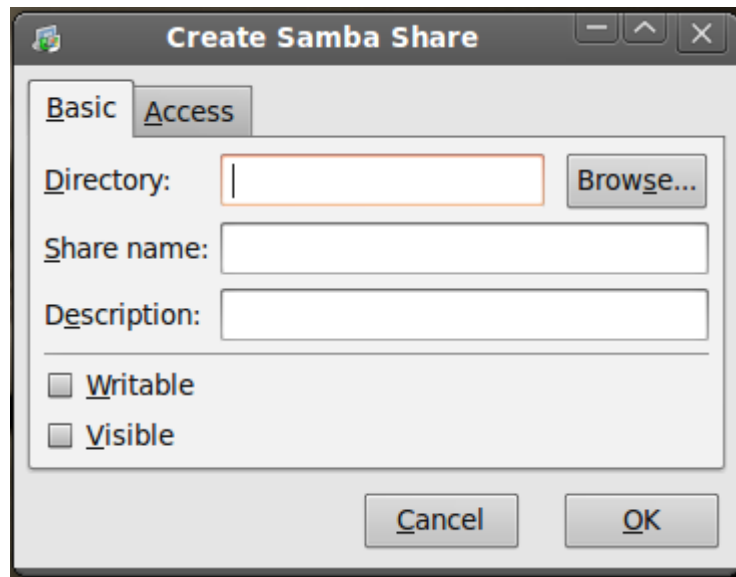 Create Samba Share
Basic Access
Directory: Browse...
Share name:
Description:
Writable
Visible
Cancel OK